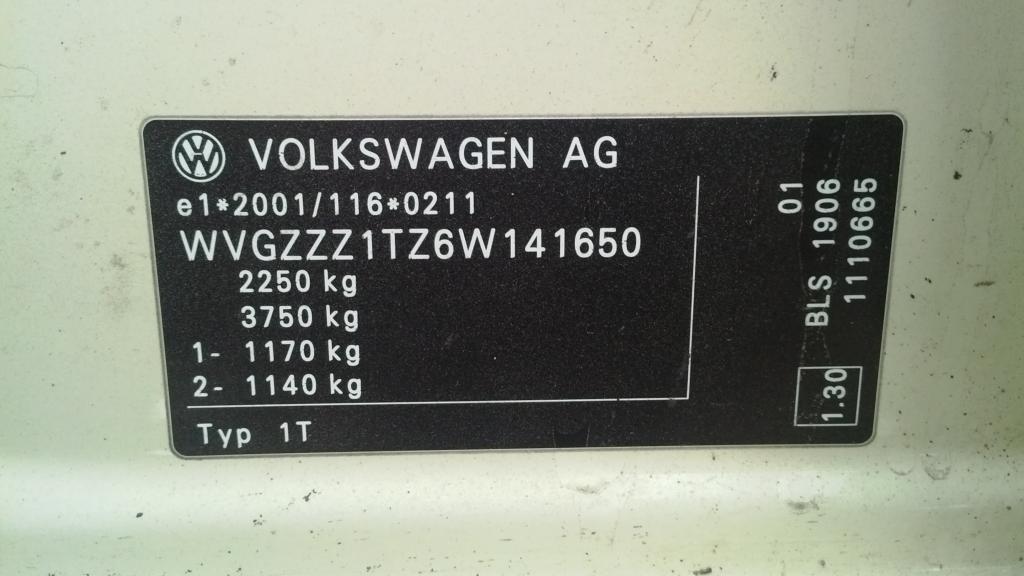 VOLKSWAGEN AG
e1*2001/116*0211
WVGZZZ1TZ6W141650
2250 kg
3750 kg
1- 1170 kg
2- 1140 kg
Typ 1T
01
BLS 1906
1110665
1.30